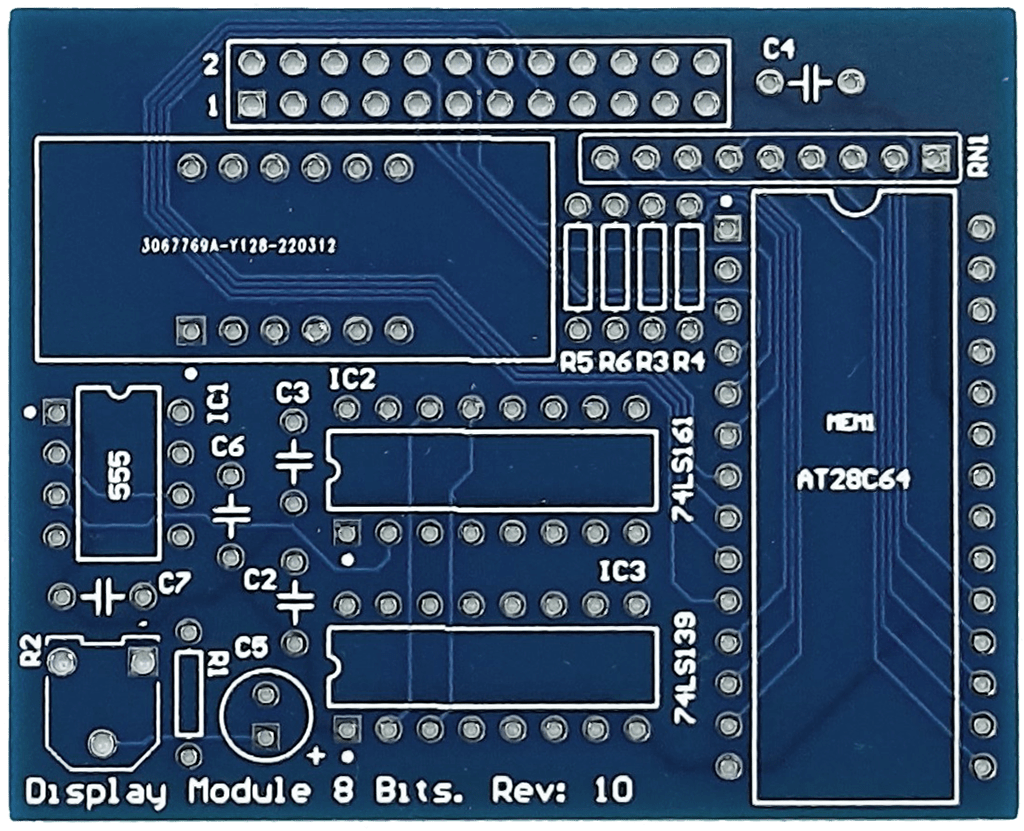 C4
2
1
RN1
3067769A-Y128-220312
R5 R6 R3 R4
IC2
C3
IC1
C6
555
74LS161
MEM1
AT28C64
IC3
C2
C7
R2
R1
C5
74LS139
+
Display Module 8 Bits. Rev: 10